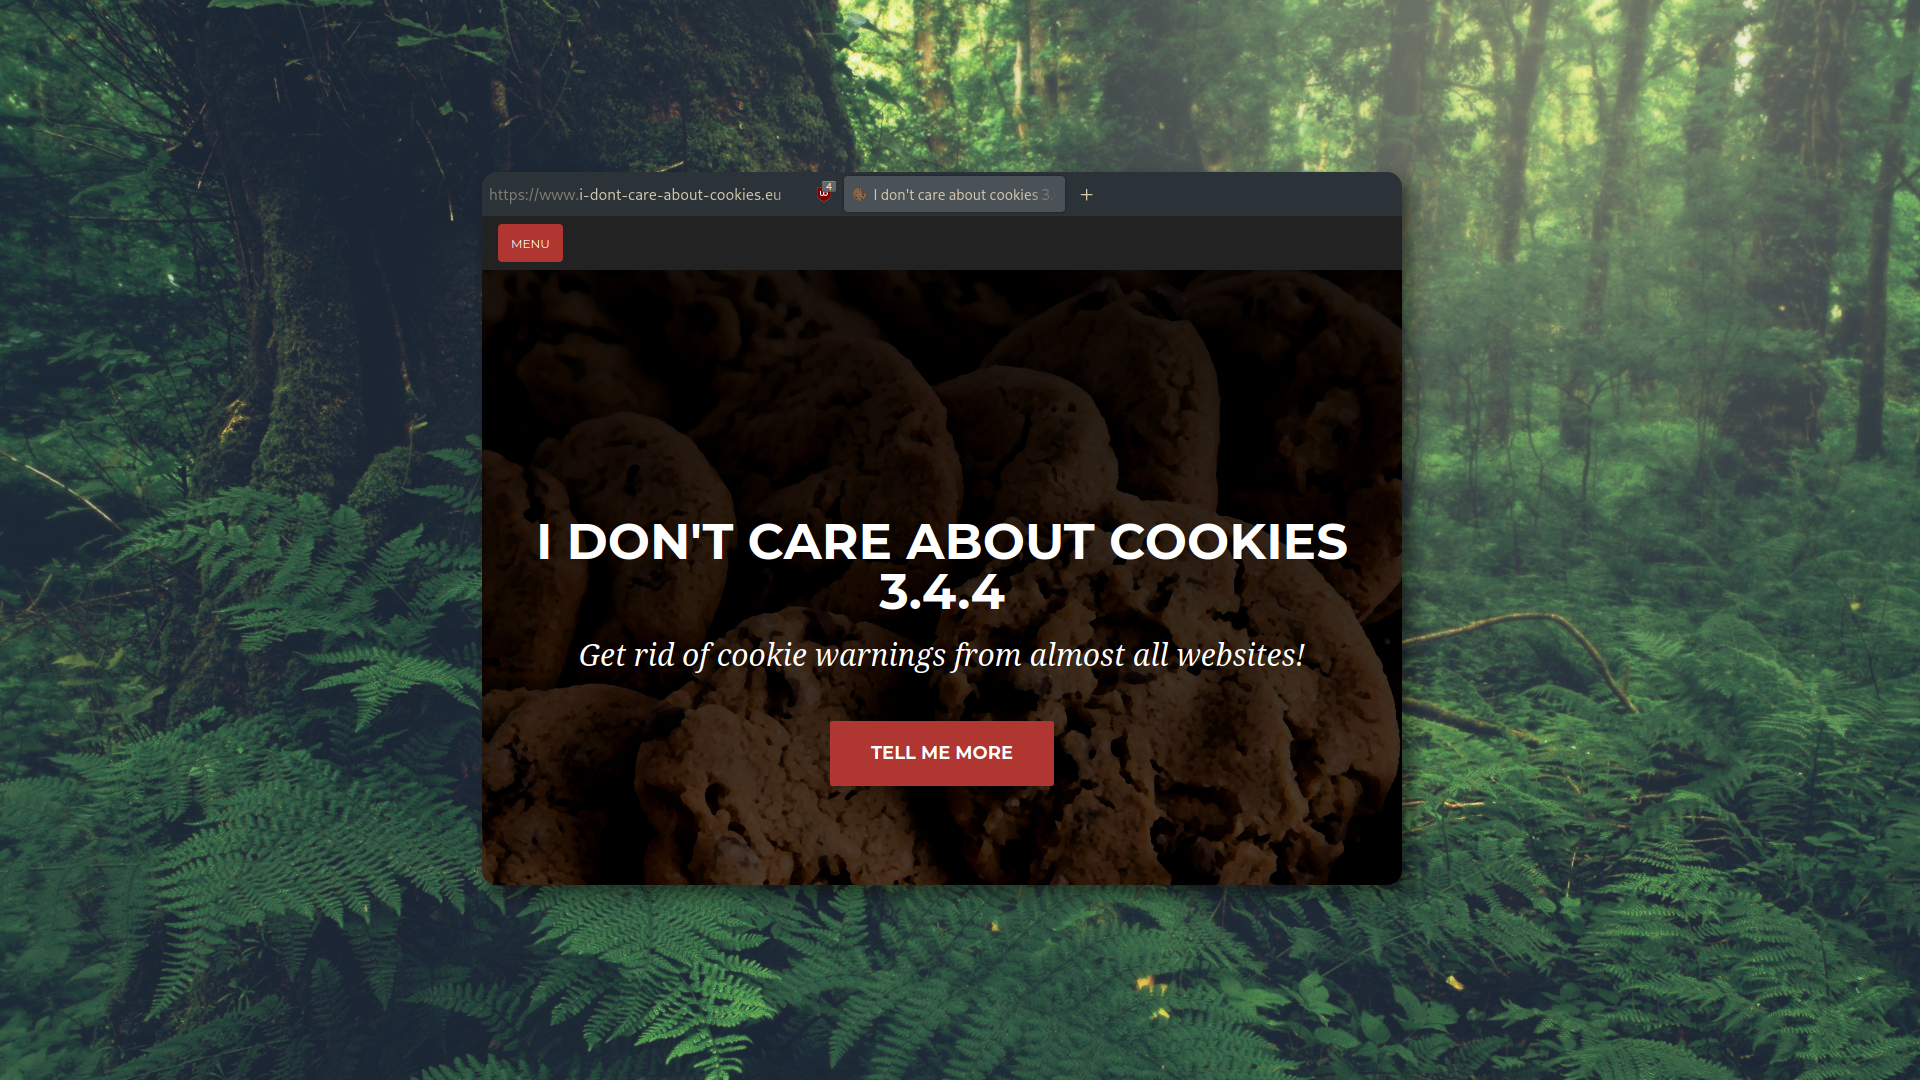 https://www.i-dont-care-about-cookies.eu
4
I don't care about cookies 3.
+
MENU
I DON'T CARE ABOUT COOKIES
3.4.4
Get rid of cookie warnings from almost all websites!
TELL ME MORE